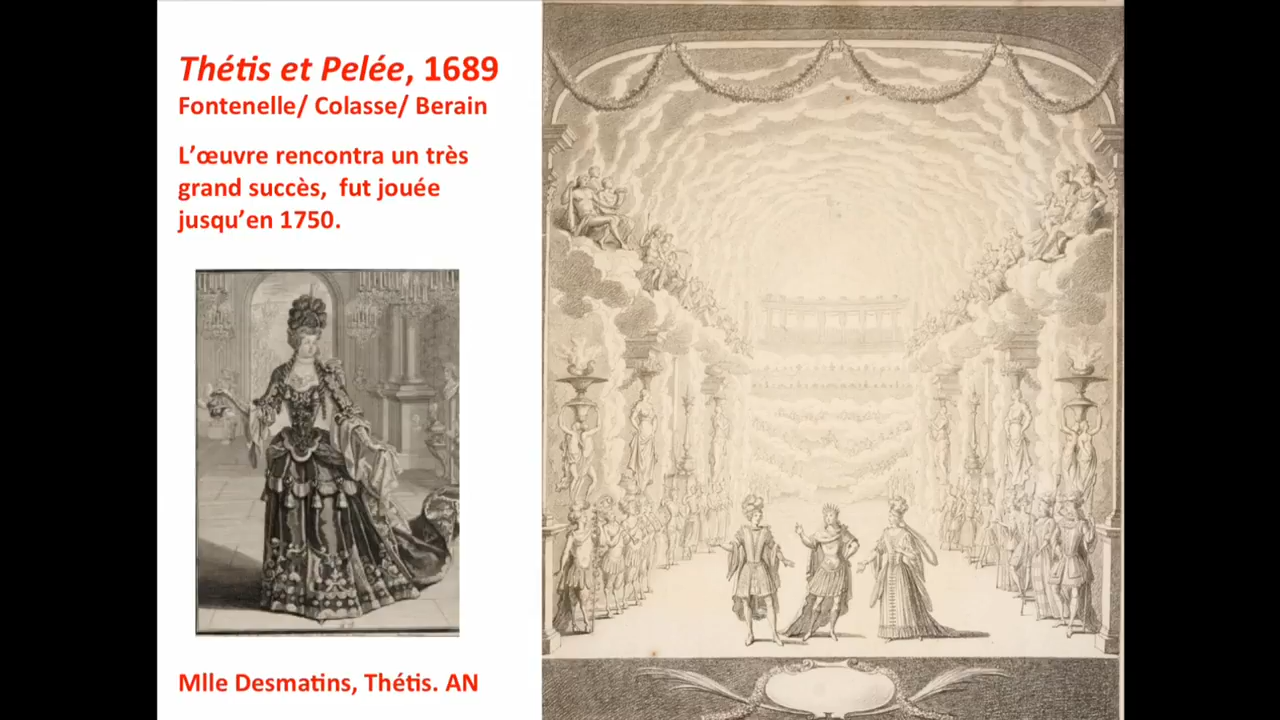 Thétis et Pelée, 1689
Fontenelle/ Colasse/ Berain
L’œuvre rencontra un très
grand succès,  fut jouée
jusqu’en 1750.
Mlle Desmatins, Thétis. AN